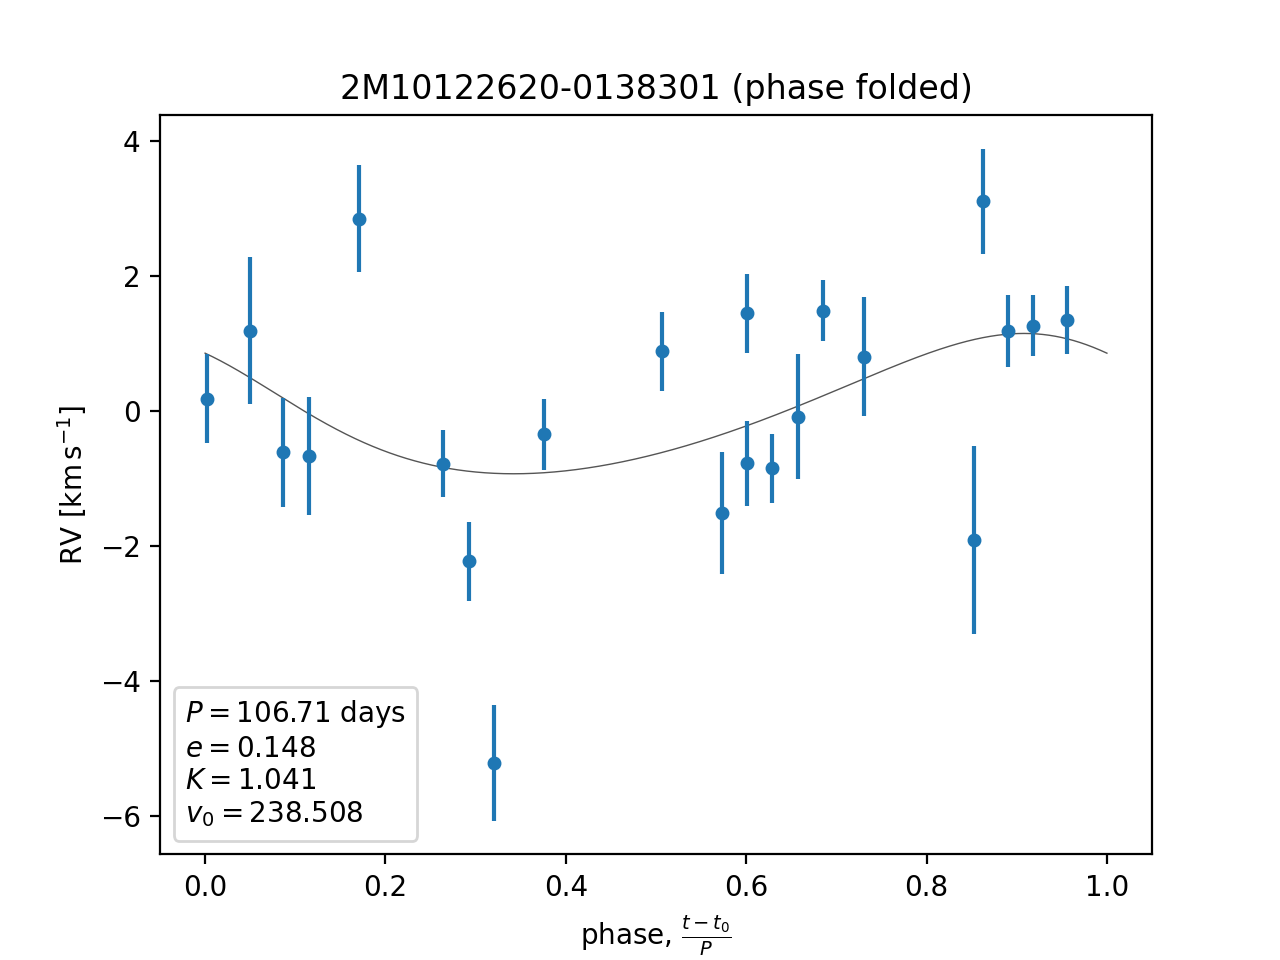 2M10122620-0138301 (phase folded)
RV [km s⁻¹]
4
2
0
−2
−4
−6
P = 106.71 days
e = 0.148
K = 1.041
v₀ = 238.508
0.0 0.2 0.4 0.6 0.8 1.0
phase, (t − t₀)/P